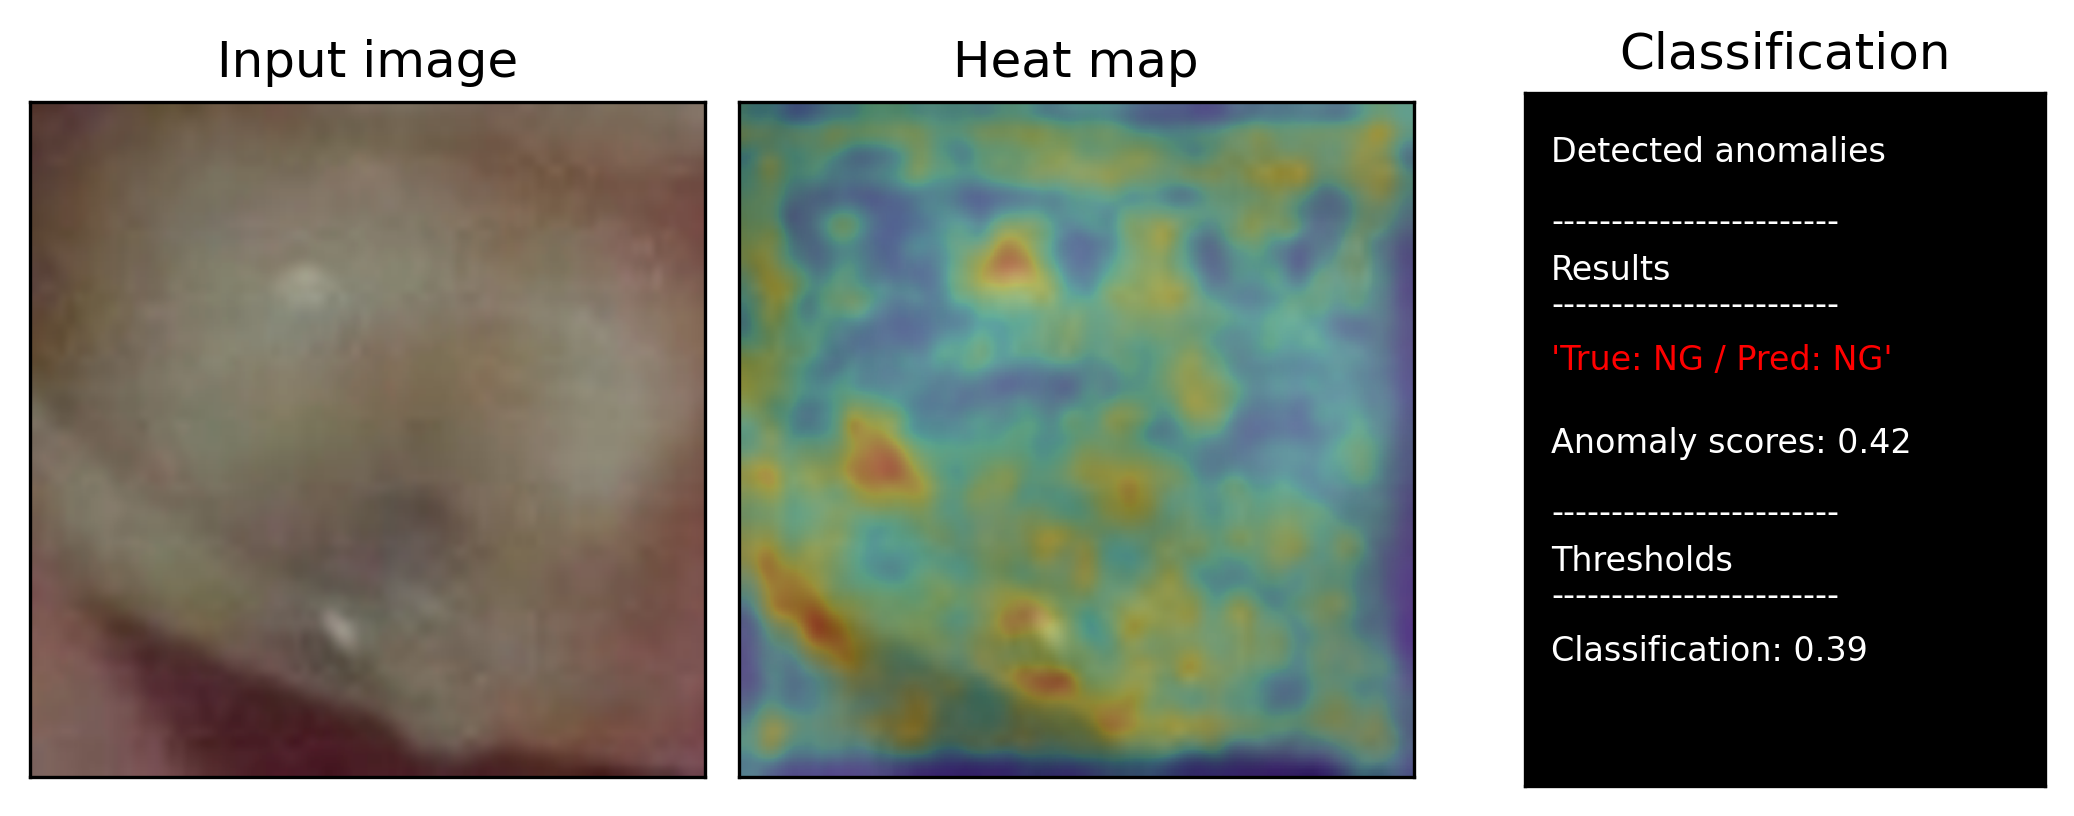 Input image
Heat map
Classification
Detected anomalies
------------------------
Results
------------------------
'True: NG / Pred: NG'
Anomaly scores: 0.42
------------------------
Thresholds
------------------------
Classification: 0.39